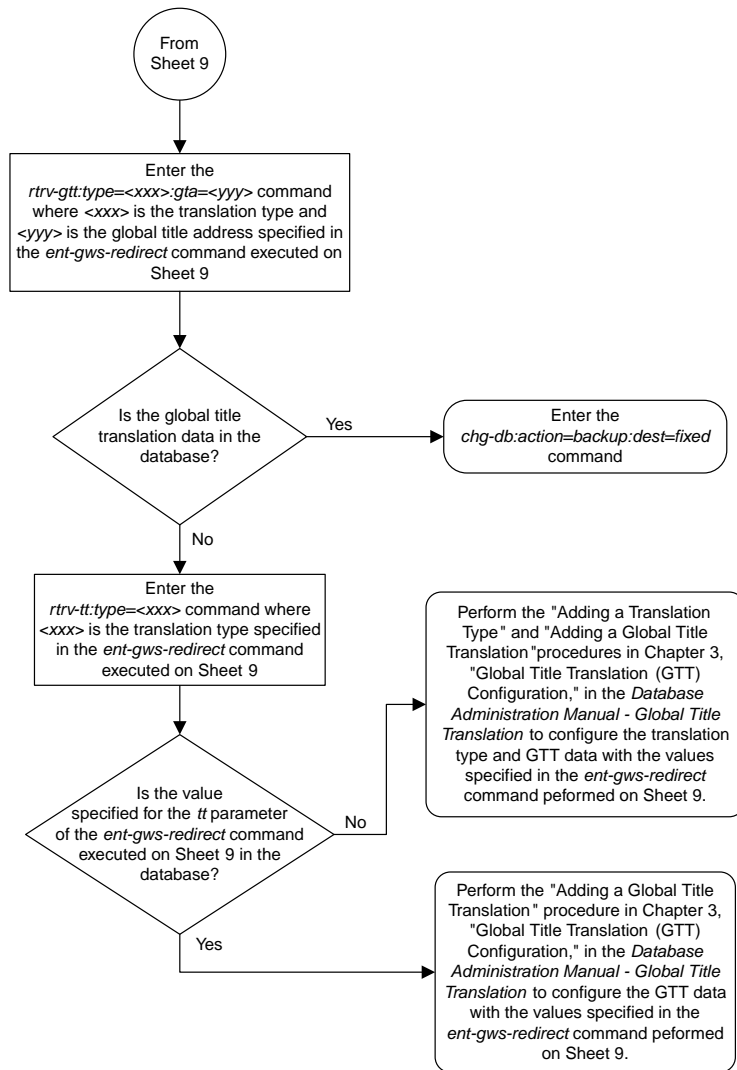 From
Sheet 9
Enter the
rtrv-gtt:type=<xxx>:gta=<yyy> command
where <xxx> is the translation type and
<yyy> is the global title address specified in
the ent-gws-redirect command executed on
Sheet 9
Is the global title
translation data in the
database?
Yes
Enter the
chg-db:action=backup:dest=fixed
command
No
Enter the
rtrv-tt:type=<xxx> command where
<xxx> is the translation type specified
in the ent-gws-redirect command
executed on Sheet 9
Is the value
specified for the tt parameter
of the ent-gws-redirect command
executed on Sheet 9 in the
database?
No
Perform the "Adding a Translation
Type" and "Adding a Global Title
Translation"procedures in Chapter 3,
"Global Title Translation (GTT)
Configuration," in the Database
Administration Manual - Global Title
Translation to configure the translation
type and GTT data with the values
specified in the ent-gws-redirect
command peformed on Sheet 9.
Yes
Perform the "Adding a Global Title
Translation" procedure in Chapter 3,
"Global Title Translation (GTT)
Configuration," in the Database
Administration Manual - Global Title
Translation to configure the GTT data
with the values specified in the
ent-gws-redirect command peformed
on Sheet 9.